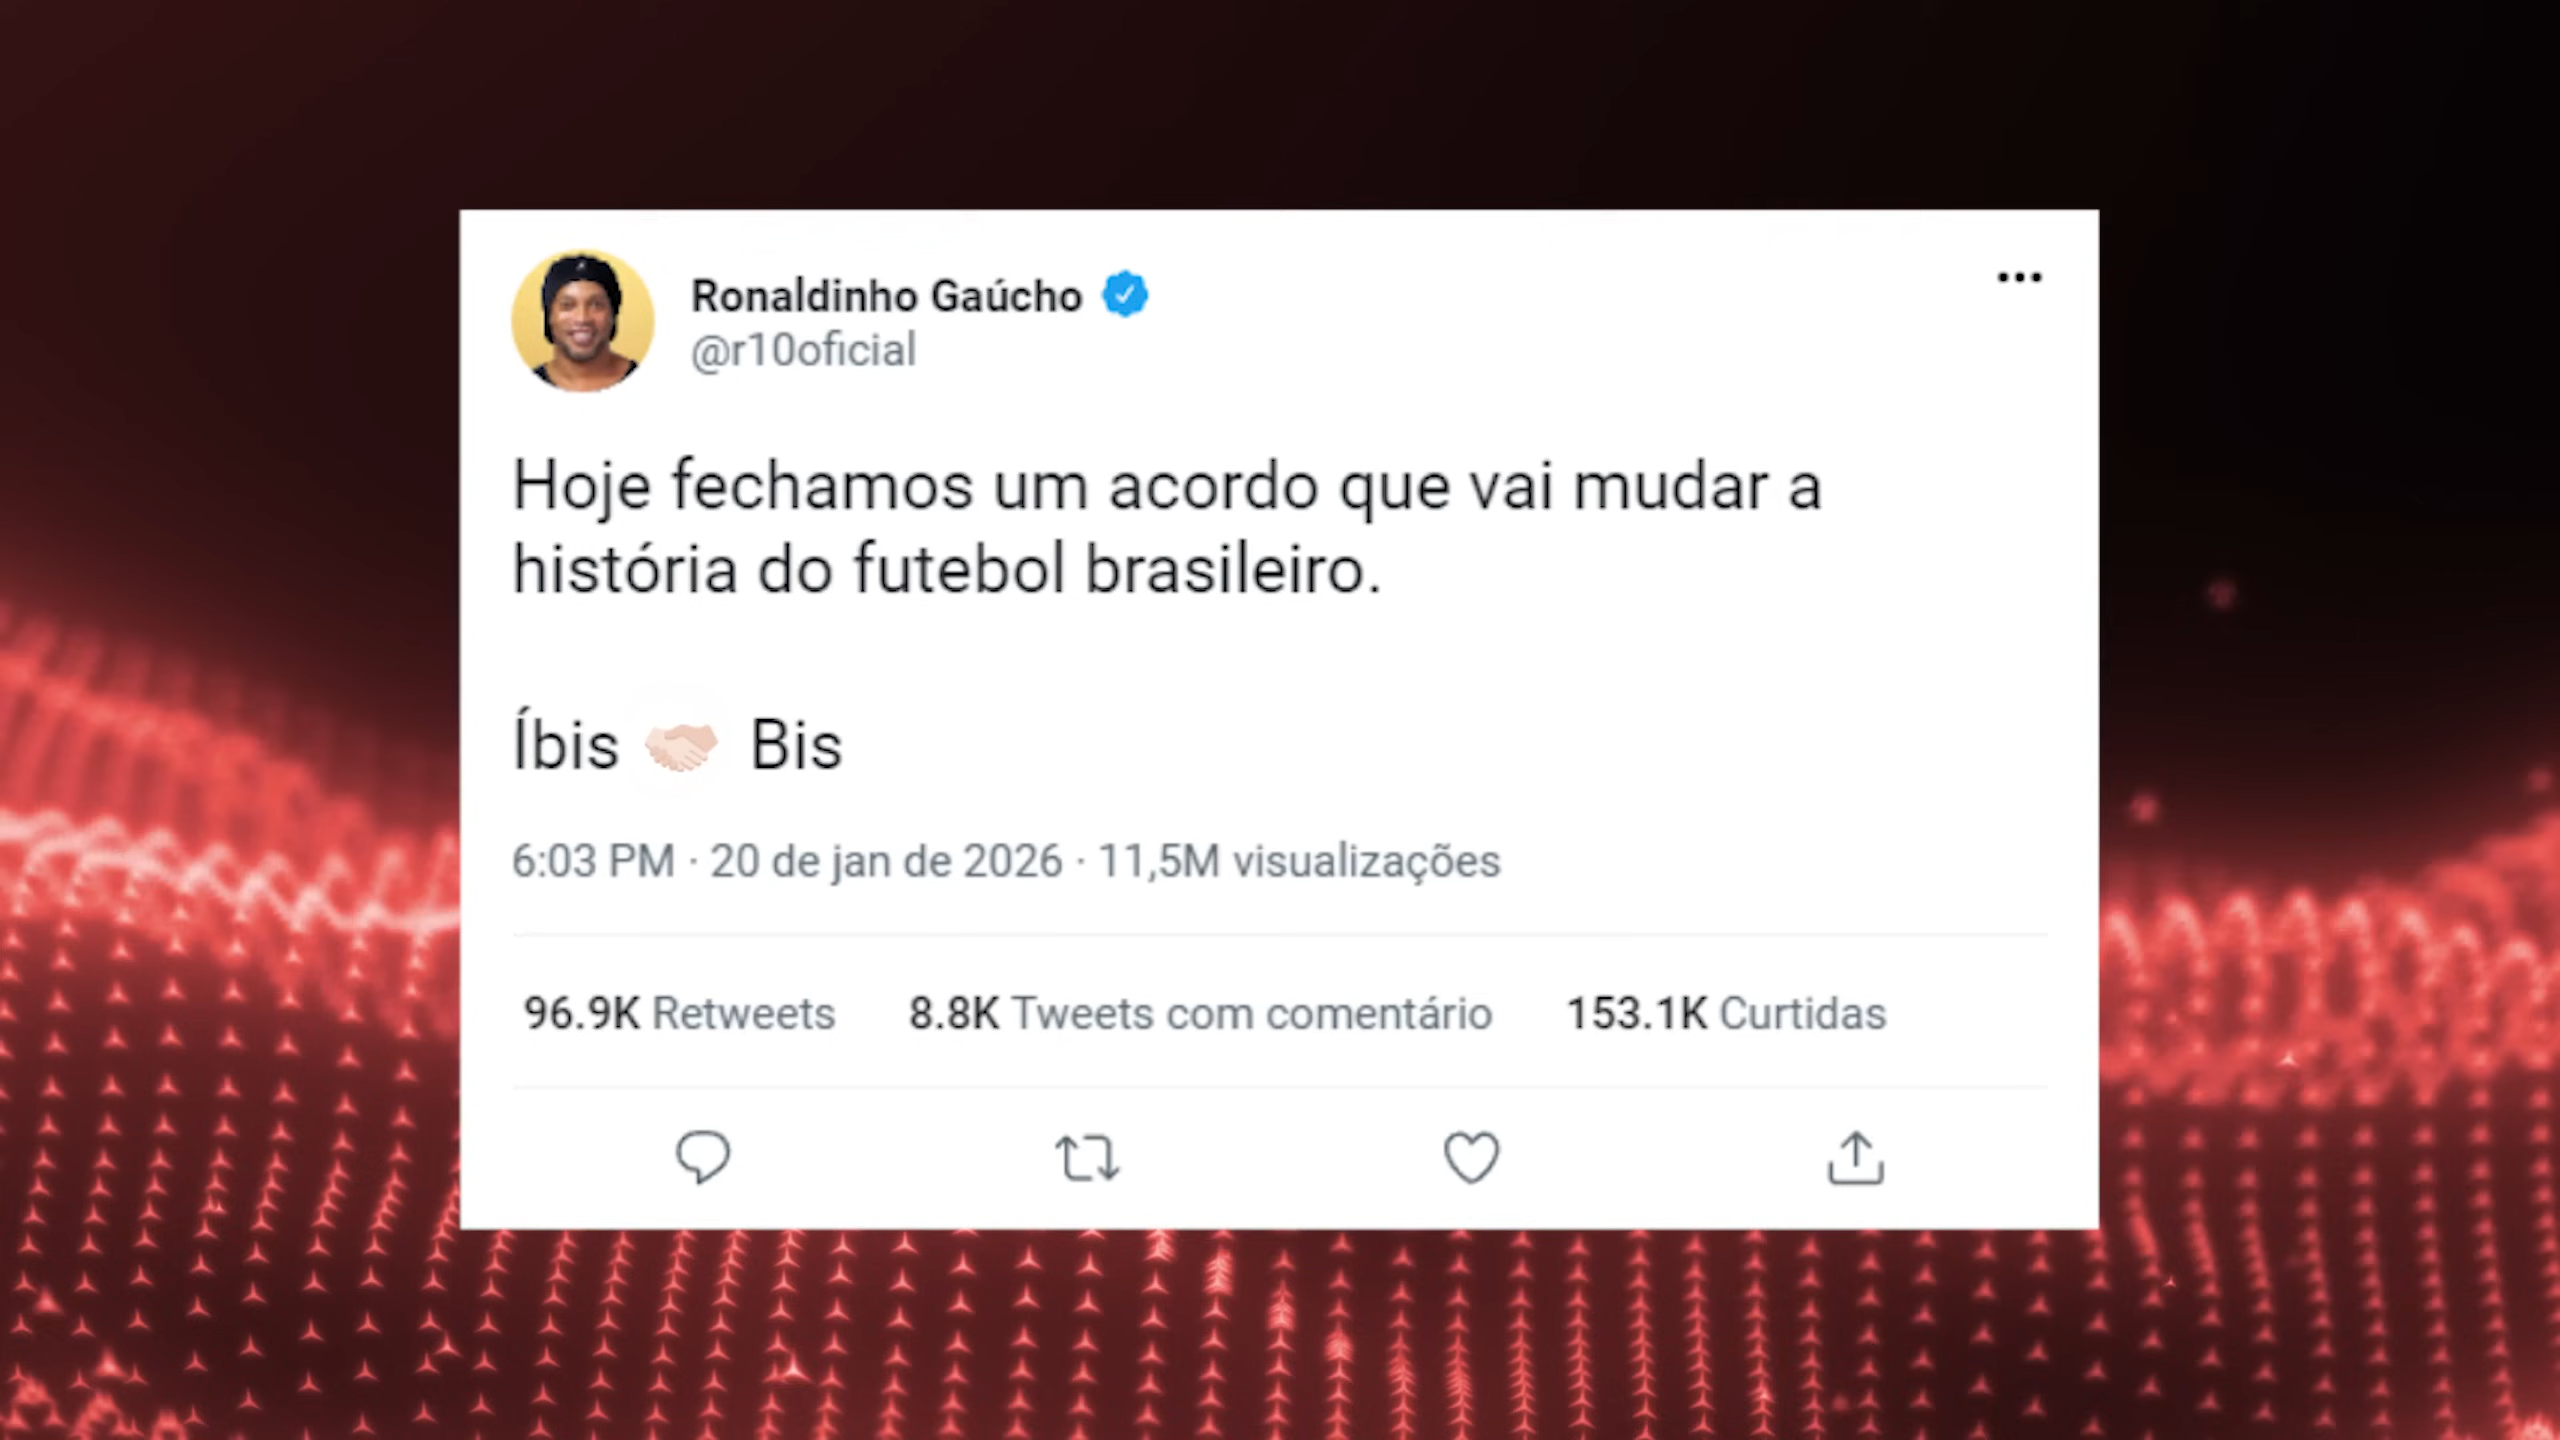 Ronaldinho Gaúcho
@r10oficial
Hoje fechamos um acordo que vai mudar a
história do futebol brasileiro.
Íbis 🤝🏻 Bis
6:03 PM · 20 de jan de 2026 · 11,5M visualizações
96.9K Retweets 8.8K Tweets com comentário 153.1K Curtidas